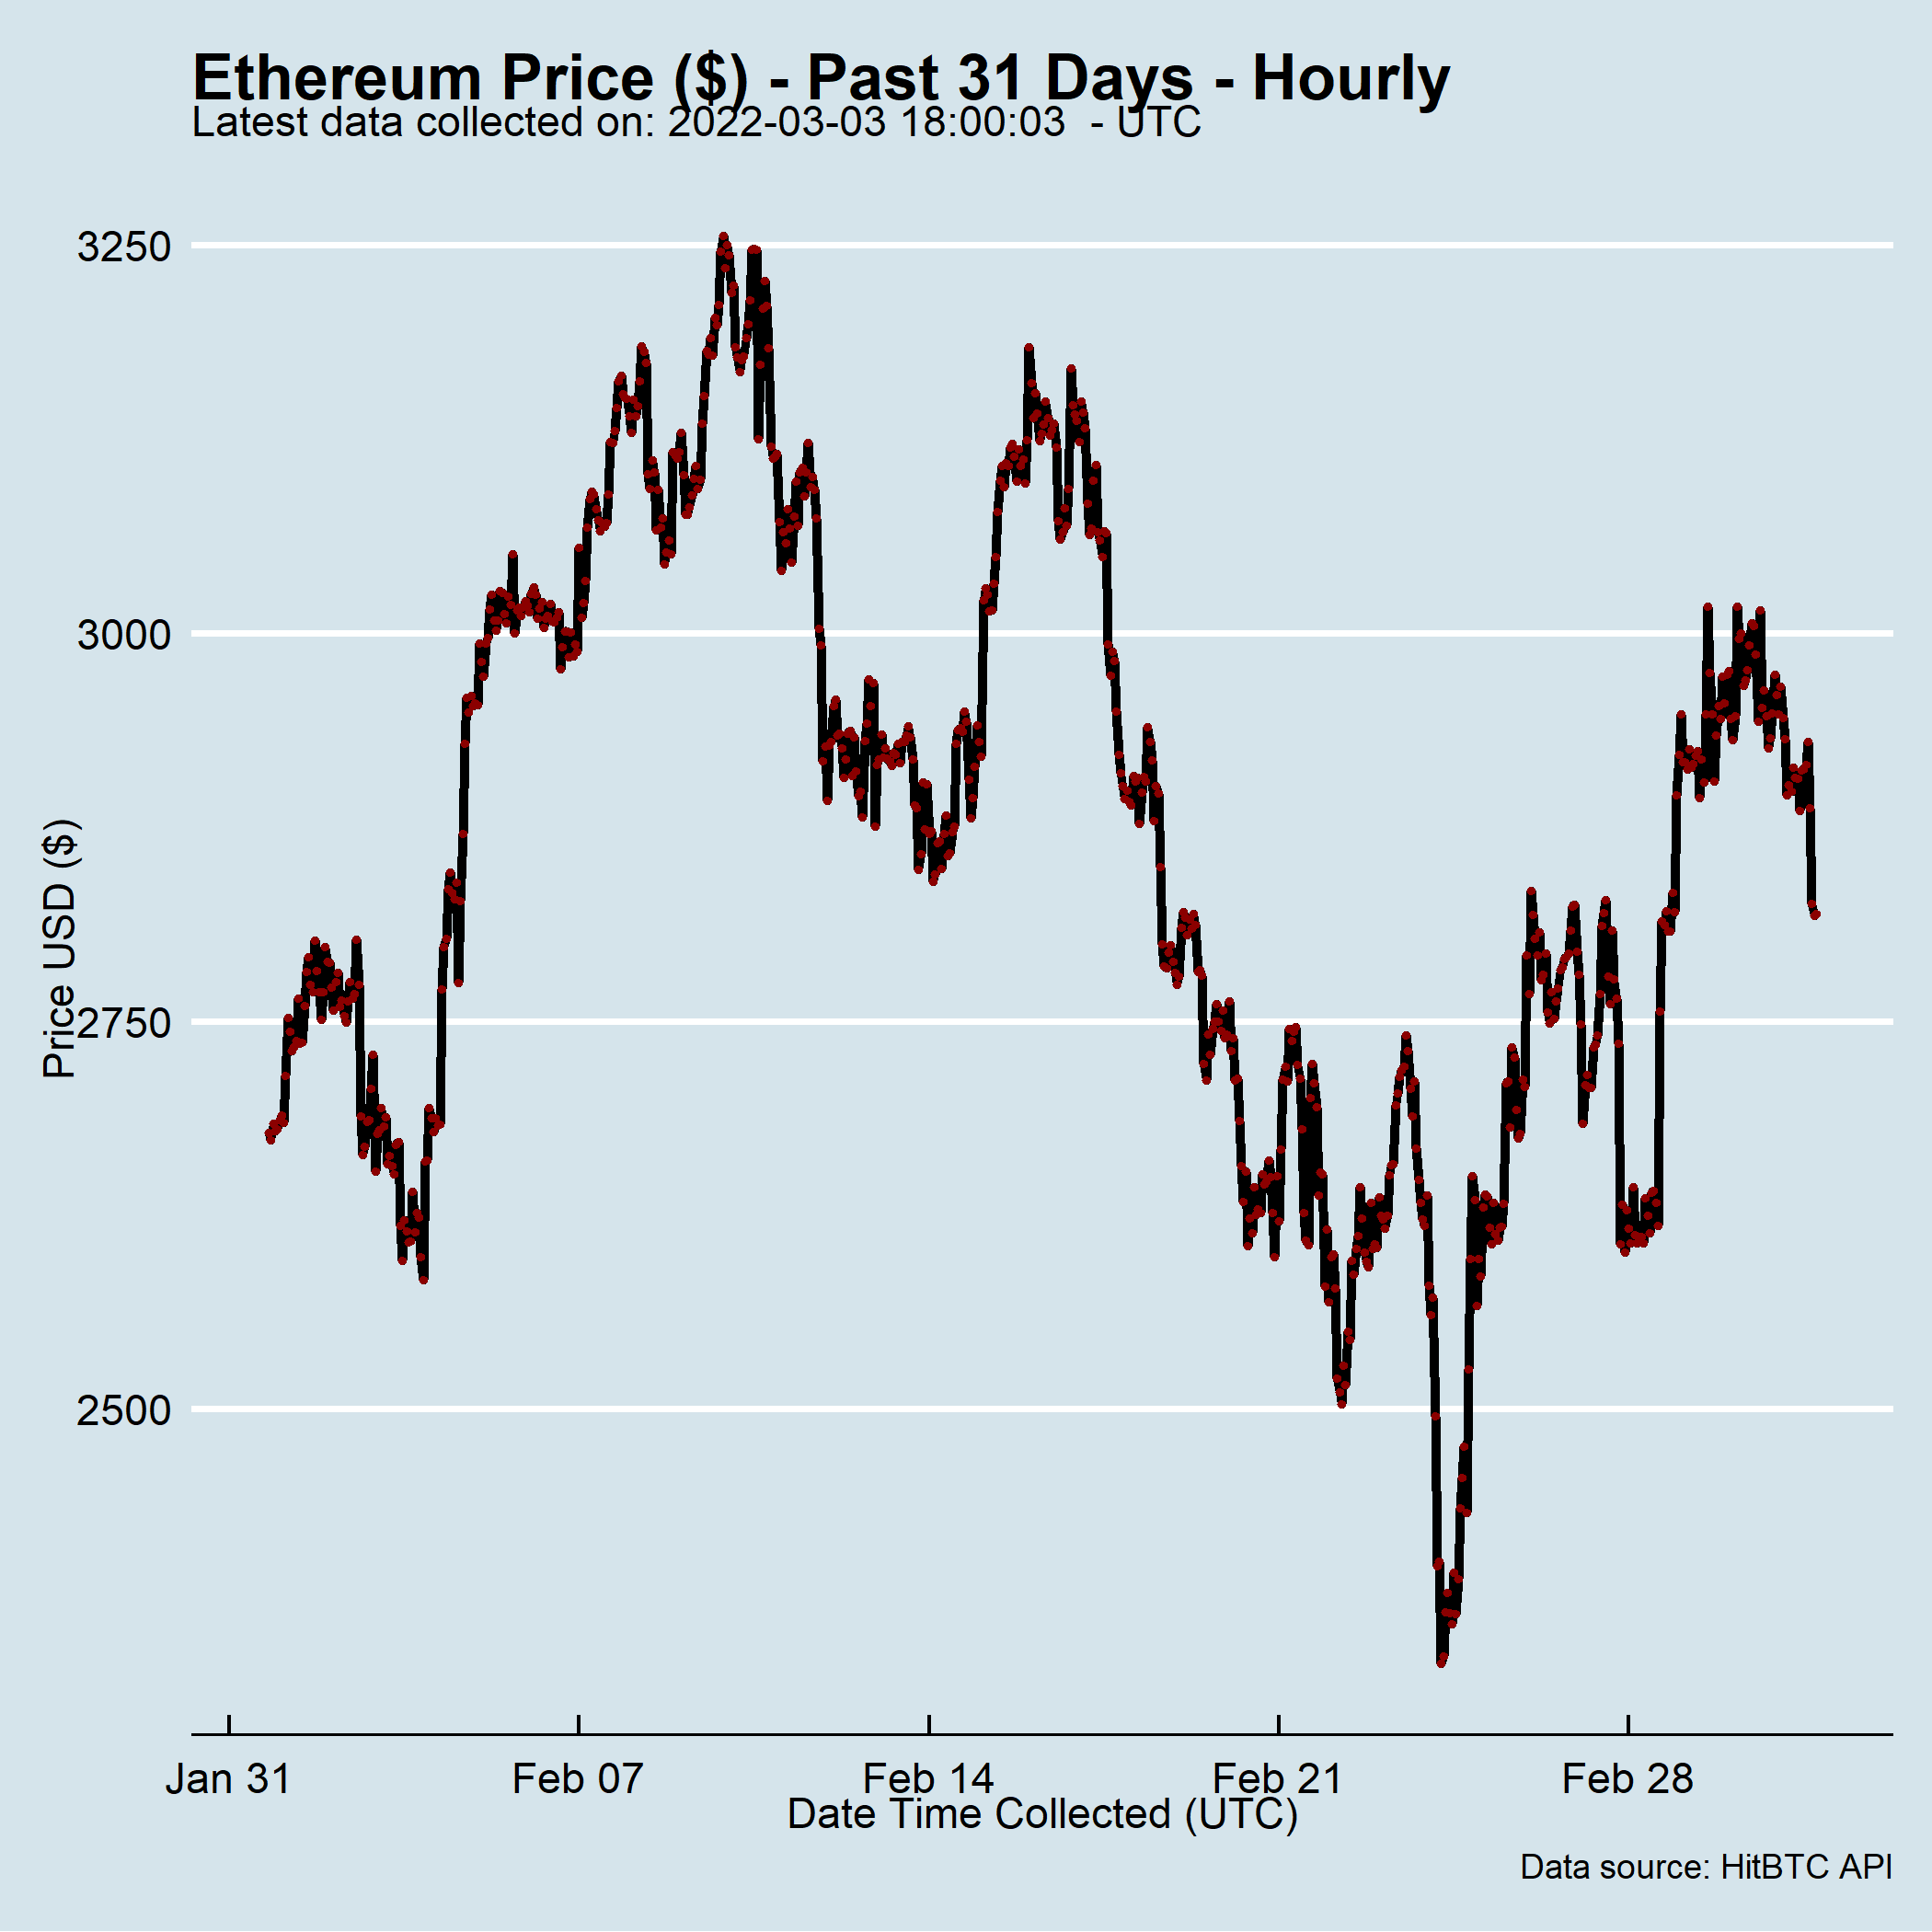 Ethereum Price ($) - Past 31 Days - Hourly
Latest data collected on: 2022-03-03 18:00:03  - UTC
Price USD ($)
3250
3000
2750
2500
Jan 31
Feb 07
Feb 14
Feb 21
Feb 28
Date Time Collected (UTC)
Data source: HitBTC API